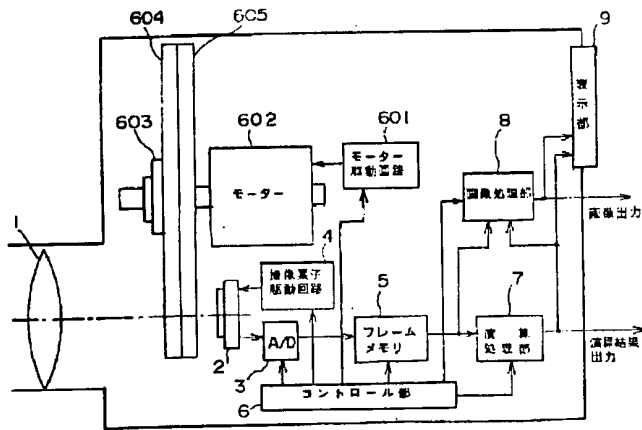 604
605
9
表示部
603
602
601
モーター
駆動回路
8
画像処理部
モーター
画像出力
1
4
撮像素子
駆動回路
5
7
フレーム
メモリ
演算
処理部
A/D
2
3
演算結果
出力
コントロール部
6